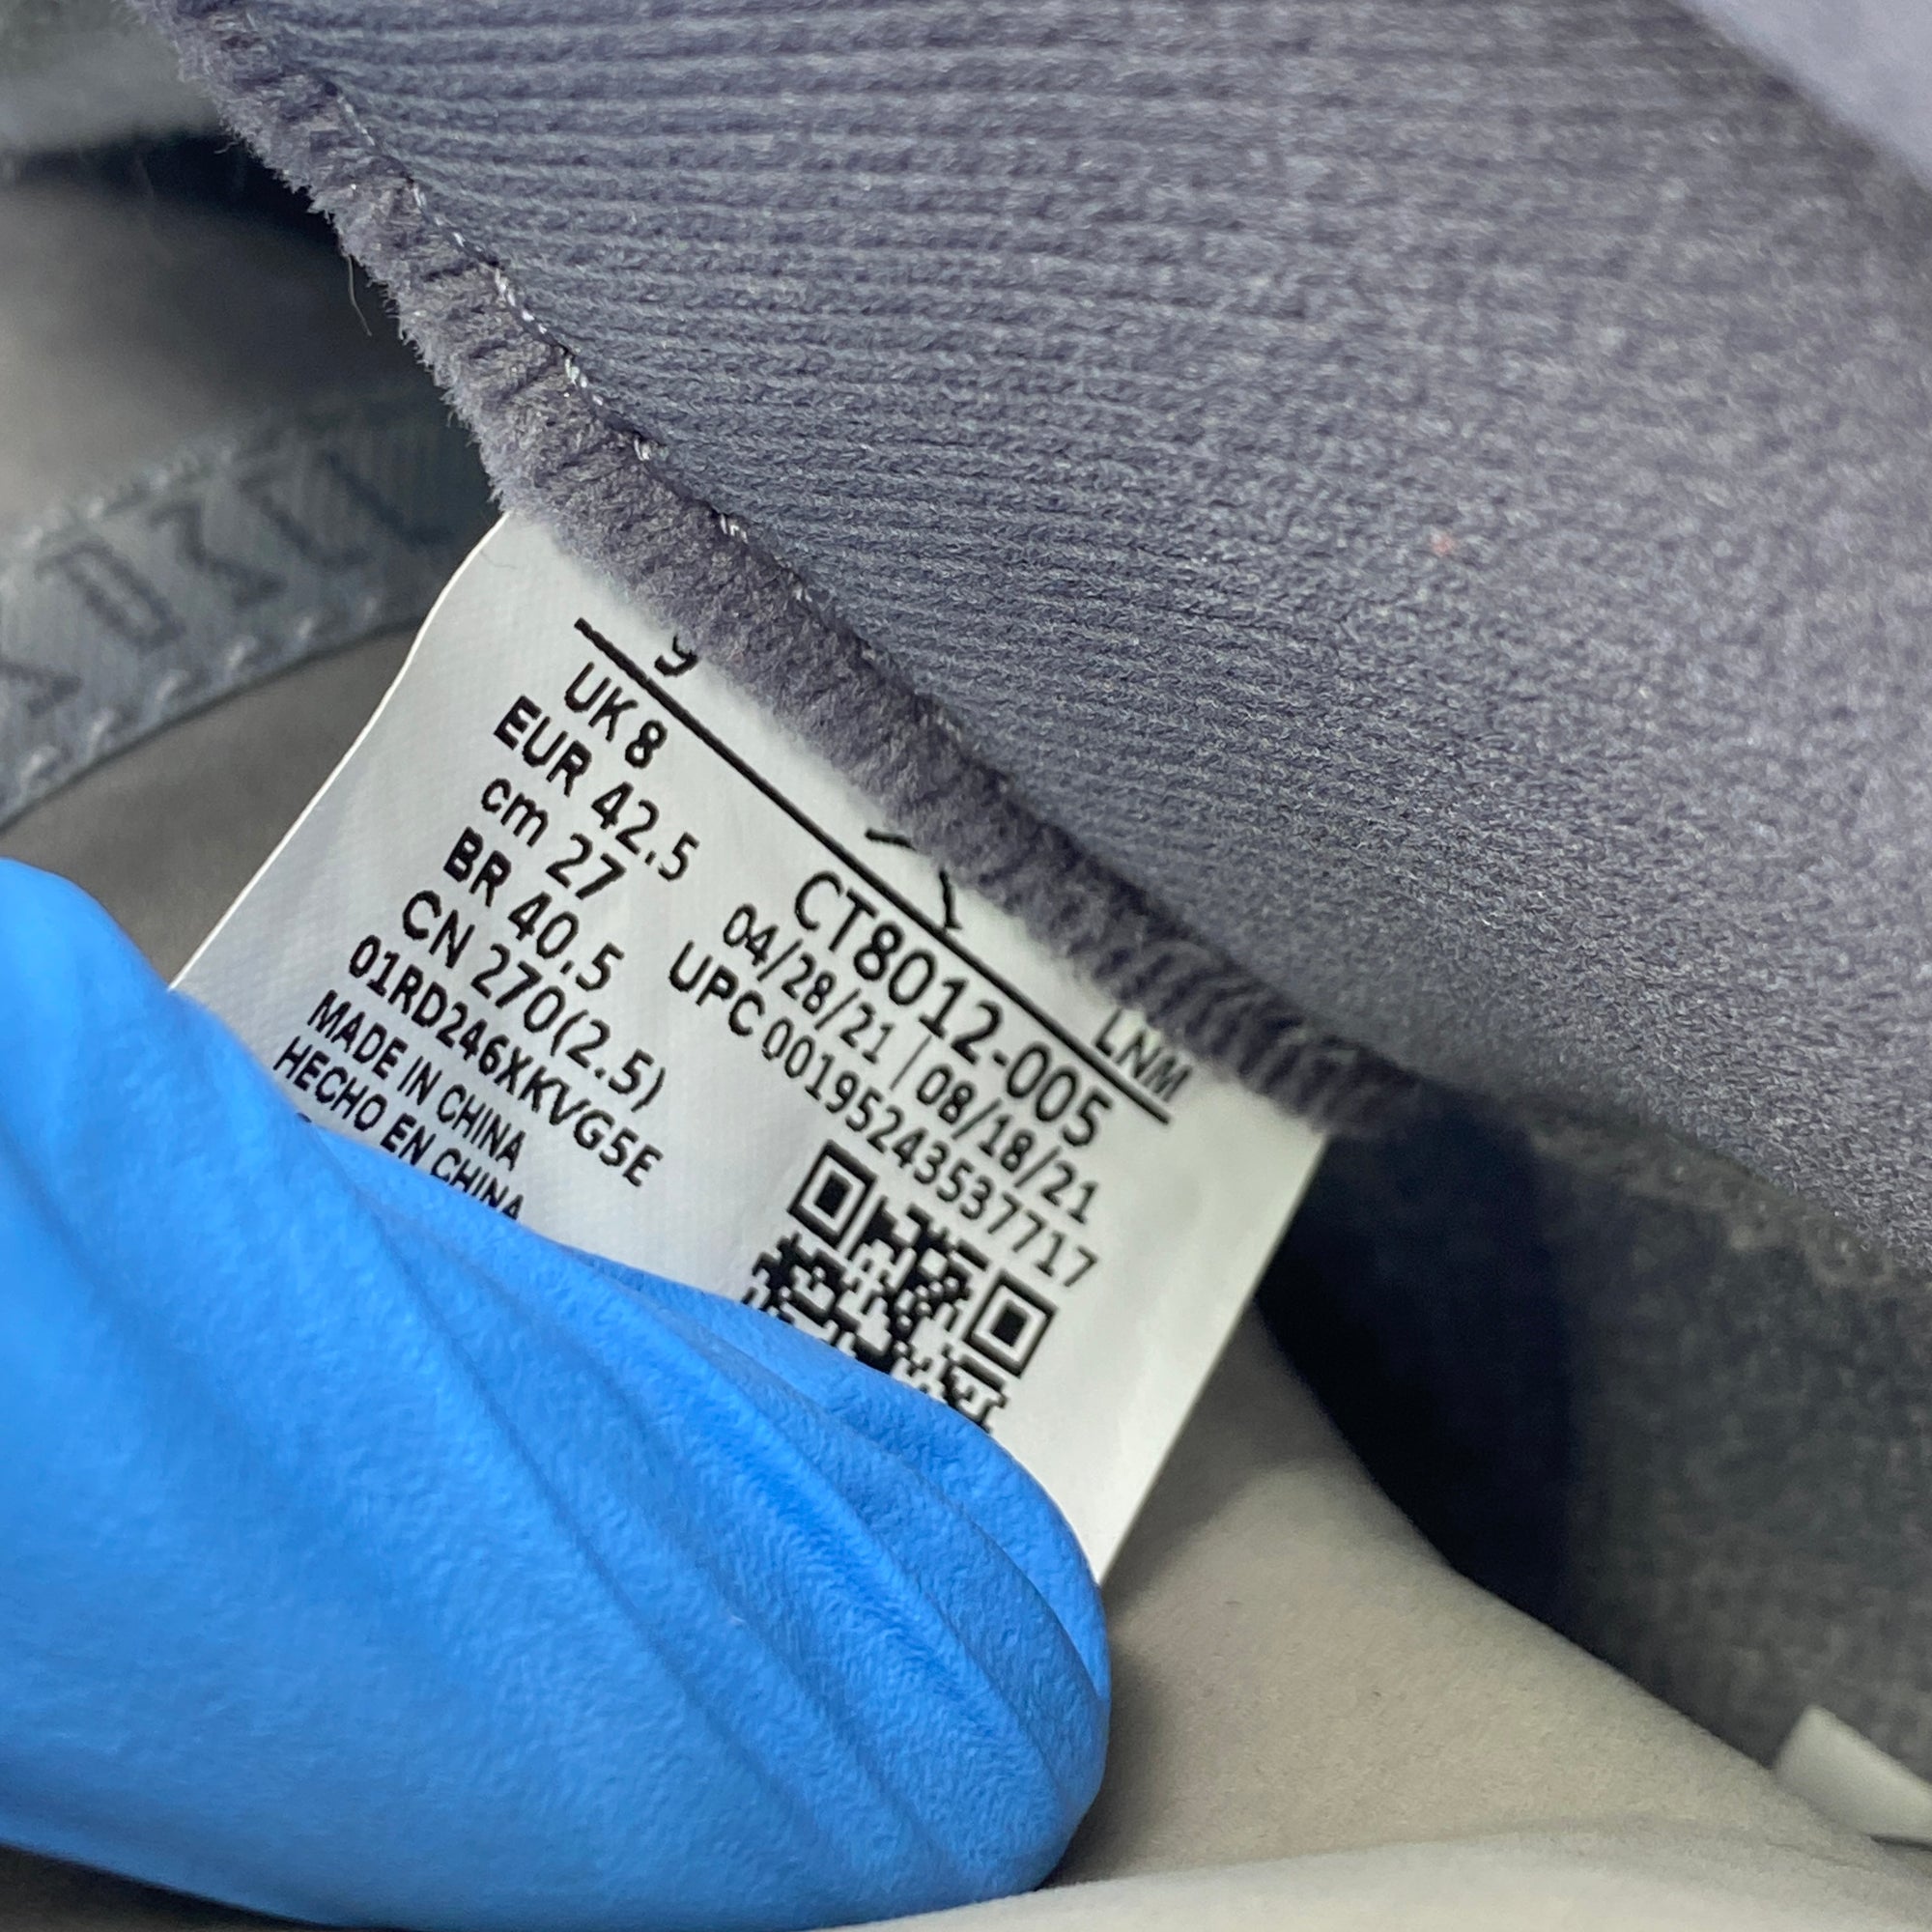 9
LNM
UK 8
EUR 42.5
cm 27
BR 40.5
CN 270(2.5)
01RD246XKVG5E
MADE IN CHINA
HECHO EN CHINA
CT8012-005
04/28/21 | 08/18/21
UPC 00195243537717